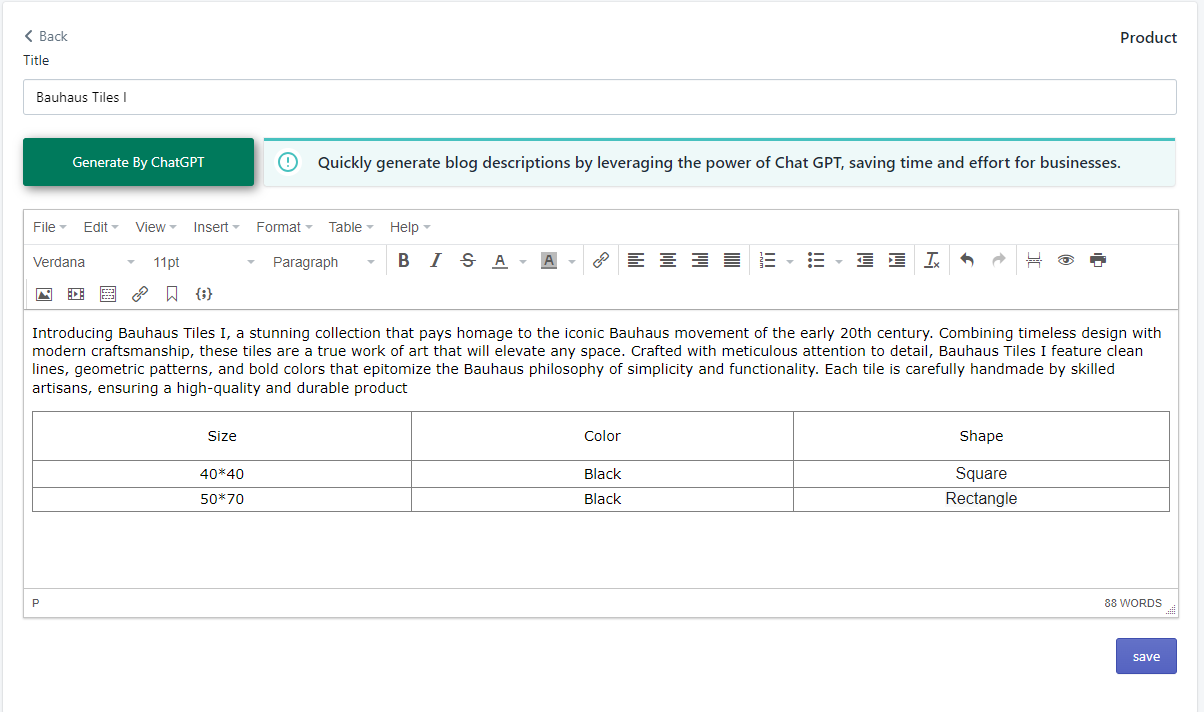 Back
Product
Title
Bauhaus Tiles I
Generate By ChatGPT
Quickly generate blog descriptions by leveraging the power of Chat GPT, saving time and effort for businesses.
File Edit View Insert Format Table Help
Verdana 11pt Paragraph B I S A A
Introducing Bauhaus Tiles I, a stunning collection that pays homage to the iconic Bauhaus movement of the early 20th century. Combining timeless design with
modern craftsmanship, these tiles are a true work of art that will elevate any space. Crafted with meticulous attention to detail, Bauhaus Tiles I feature clean
lines, geometric patterns, and bold colors that epitomize the Bauhaus philosophy of simplicity and functionality. Each tile is carefully handmade by skilled
artisans, ensuring a high-quality and durable product
Size Color Shape
40*40 Black Square
50*70 Black Rectangle
P 88 WORDS
save